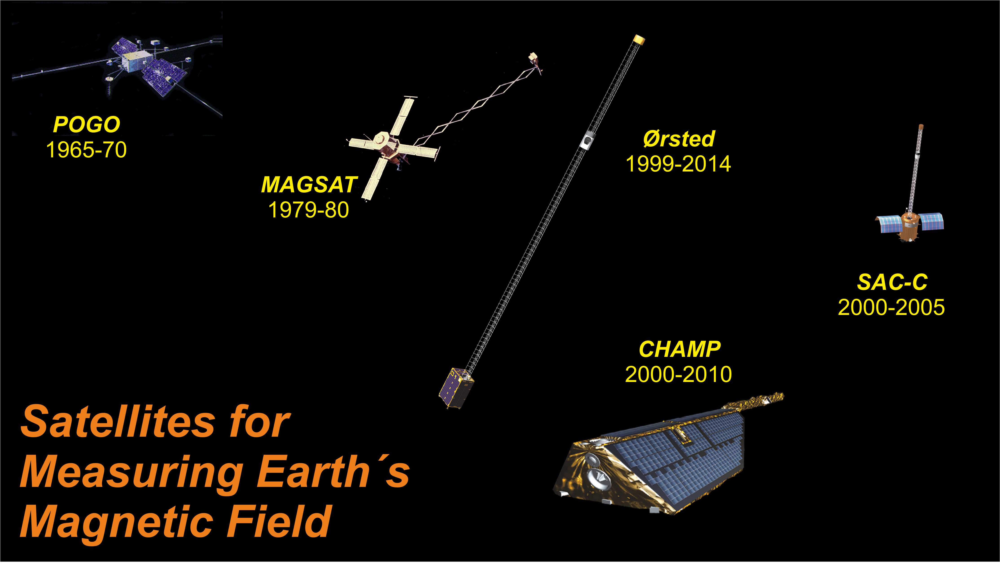 POGO
1965-70
MAGSAT
1979-80
Ørsted
1999-2014
SAC-C
2000-2005
CHAMP
2000-2010
Satellites for
Measuring Earth´s
Magnetic Field